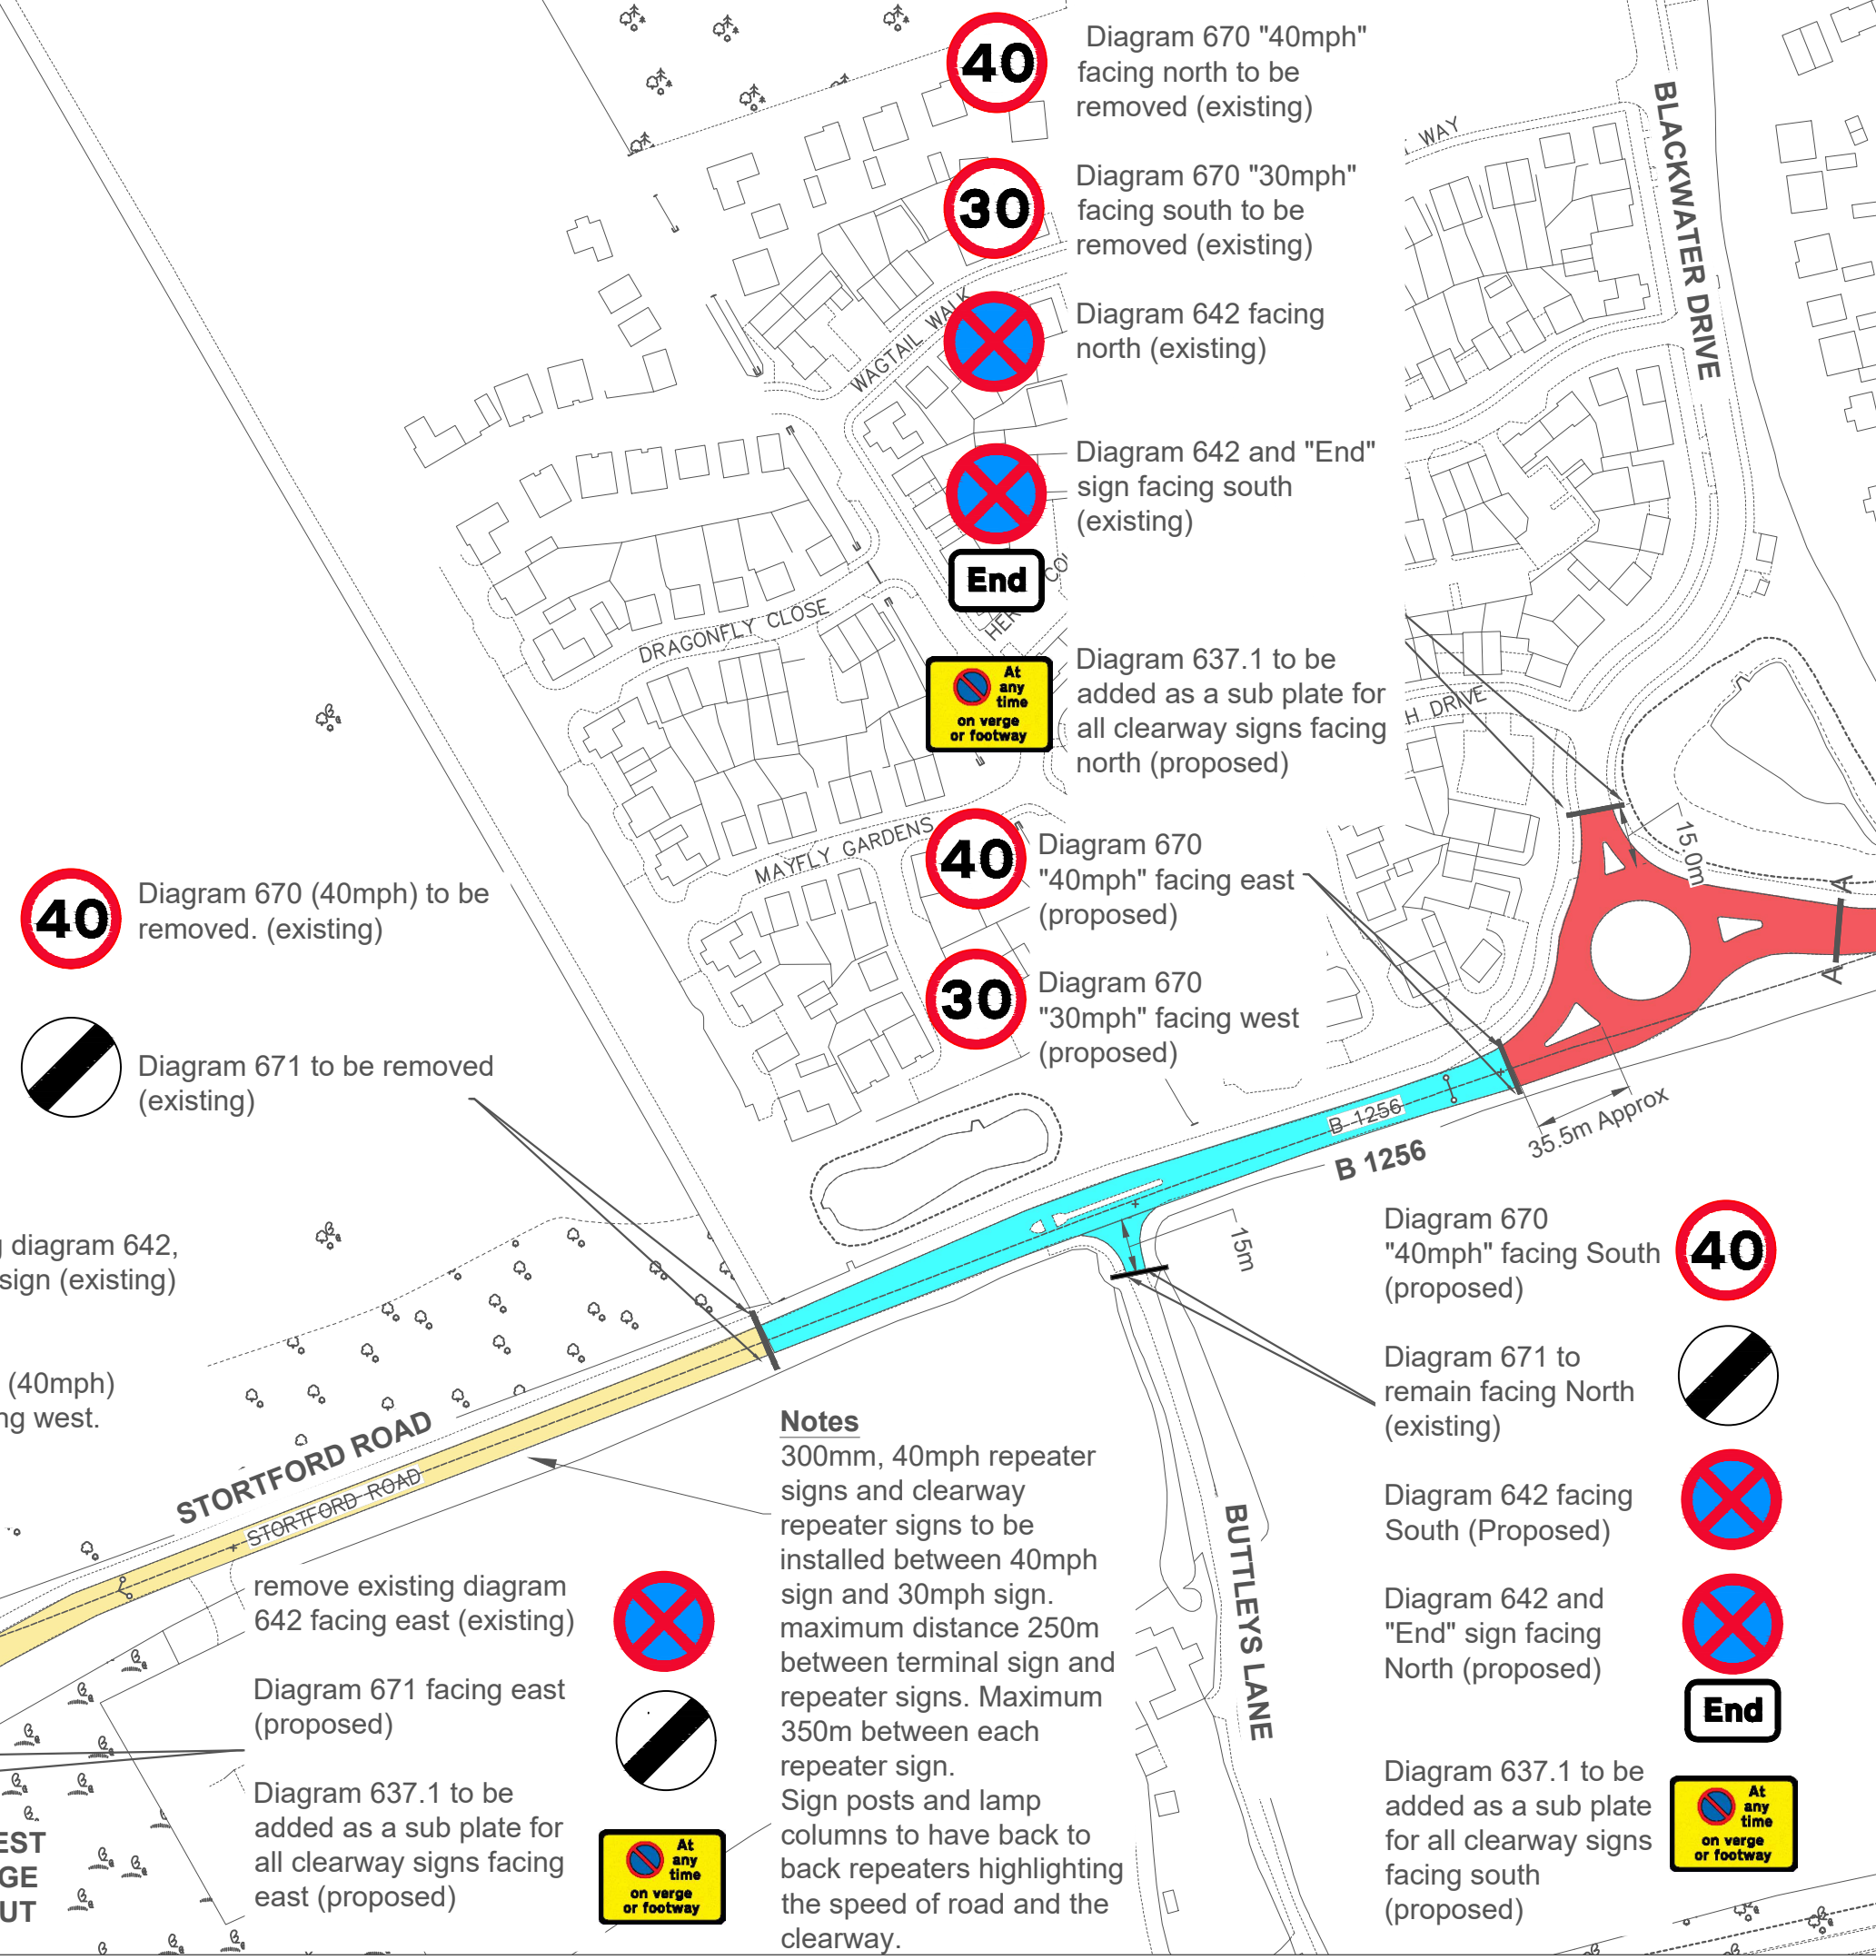 40
Diagram 670 "40mph"
facing north to be
removed (existing)
30
Diagram 670 "30mph"
facing south to be
removed (existing)
Diagram 642 facing
north (existing)
Diagram 642 and "End"
sign facing south
(existing)
End
At
any
time
on verge
or footway
Diagram 637.1 to be
added as a sub plate for
all clearway signs facing
north (proposed)
40
Diagram 670
"40mph" facing east
(proposed)
30
Diagram 670
"30mph" facing west
(proposed)
WAY
BLACKWATER DRIVE
WAGTAIL WALK
DRAGONFLY CLOSE
MAYFLY GARDENS
H DRIVE
15.0m
A
A
40
Diagram 670 (40mph) to be
removed. (existing)
Diagram 671 to be removed
(existing)
diagram 642,
sign (existing)
(40mph)
ng west.
B 1256
B 1256
35.5m Approx
15m
STORTFORD ROAD
STORTFORD ROAD
BUTTLEYS LANE
Diagram 670
"40mph" facing South
(proposed)
40
Diagram 671 to
remain facing North
(existing)
Diagram 642 facing
South (Proposed)
Diagram 642 and
"End" sign facing
North (proposed)
End
Diagram 637.1 to be
added as a sub plate
for all clearway signs
facing south
(proposed)
At
any
time
on verge
or footway
Notes
300mm, 40mph repeater
signs and clearway
repeater signs to be
installed between 40mph
sign and 30mph sign.
maximum distance 250m
between terminal sign and
repeater signs. Maximum
350m between each
repeater sign.
Sign posts and lamp
columns to have back to
back repeaters highlighting
the speed of road and the
clearway.
remove existing diagram
642 facing east (existing)
Diagram 671 facing east
(proposed)
Diagram 637.1 to be
added as a sub plate for
all clearway signs facing
east (proposed)
At
any
time
on verge
or footway
EST
GE
UT